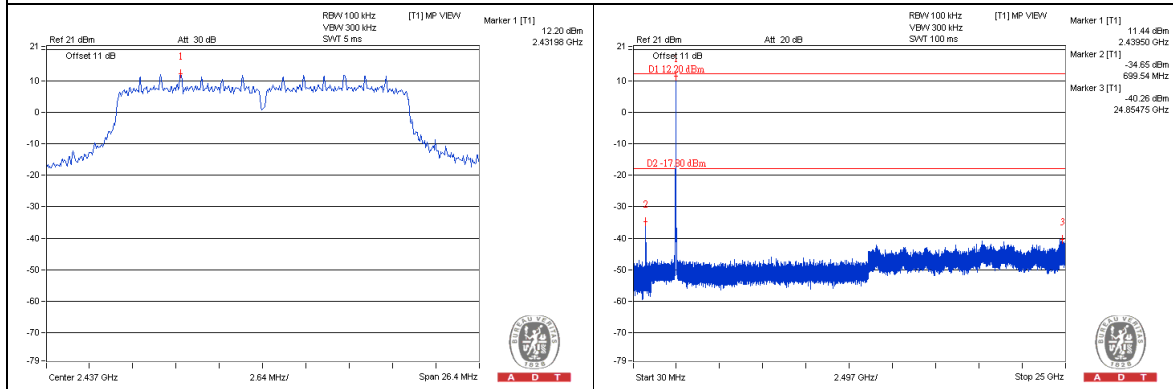 RBW 100 kHz [T1] MP VIEW
VBW 300 kHz
Ref 21 dBm Att 30 dB SWT 5 ms
Marker 1 [T1]
12.20 dBm
2.43198 GHz
Offset 11 dB
1
21
10
0
-10
-20
-30
-40
-50
-60
-70
-79
Center 2.437 GHz 2.64 MHz/ Span 26.4 MHz
BUREAU VERITAS
1828
A D T
RBW 100 kHz [T1] MP VIEW
VBW 300 kHz
Ref 21 dBm Att 20 dB SWT 100 ms
Marker 1 [T1]
11.44 dBm
2.43950 GHz
Marker 2 [T1]
-34.65 dBm
699.54 MHz
Marker 3 [T1]
-40.26 dBm
24.85475 GHz
Offset 11 dB
1
D1 12.20 dBm
D2 -17.80 dBm
2
3
21
10
0
-10
-20
-30
-40
-50
-60
-70
-79
Start 30 MHz 2.497 GHz/ Stop 25 GHz
BUREAU VERITAS
1828
A D T